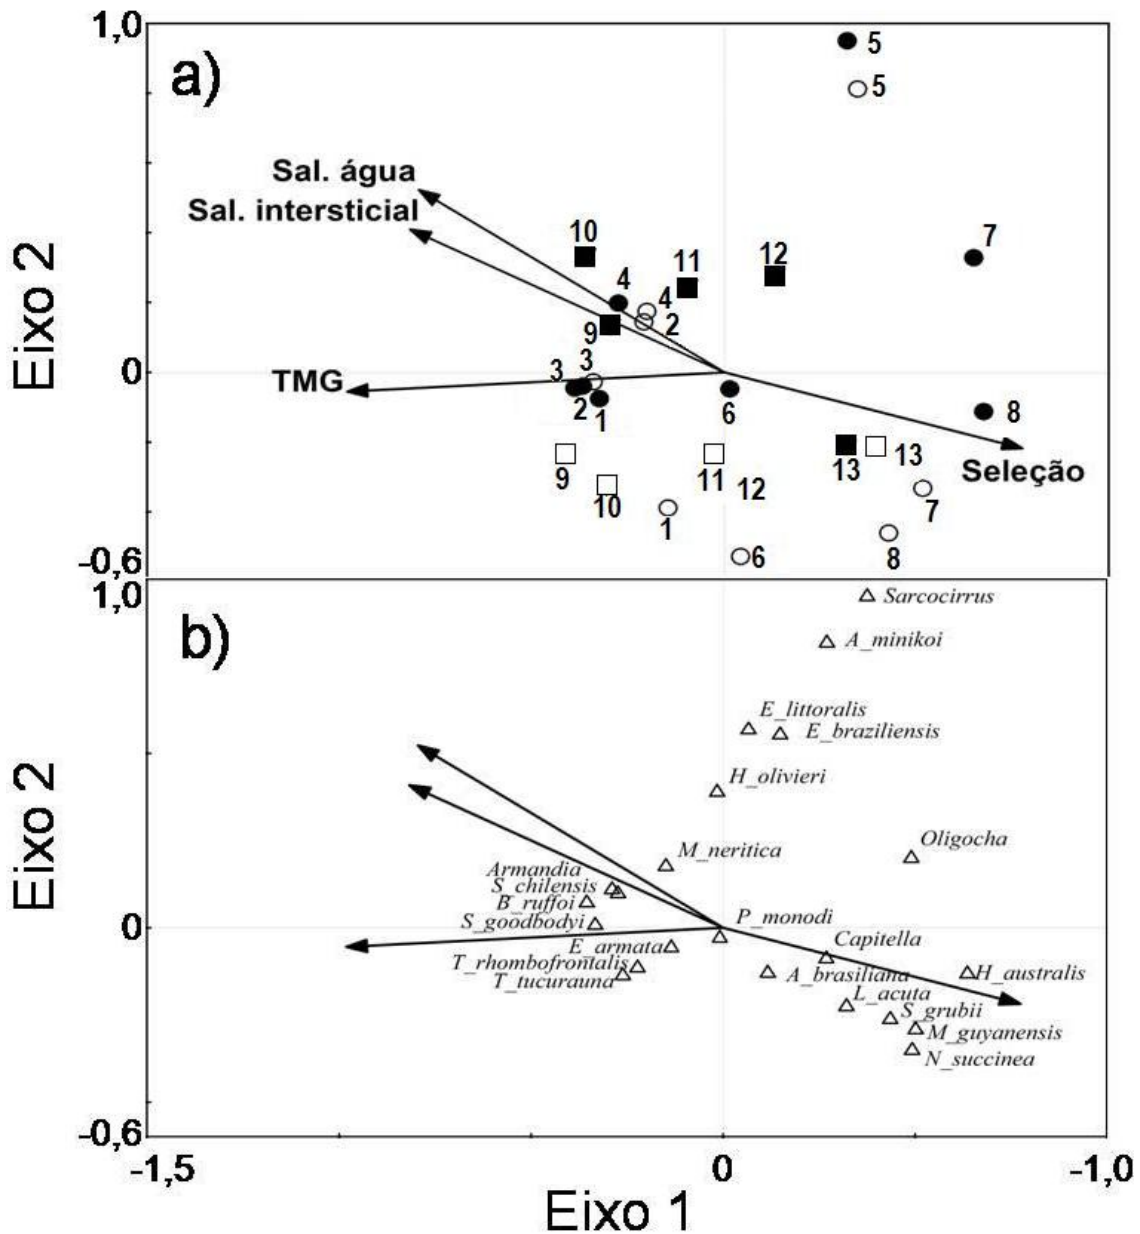 1,0
a)
5
5
Sal. água
Sal. intersticial
10
11
12
7
4
4
9
2
Eixo 2
0
3
3
TMG
2
1
6
8
13
13
Seleção
9
10
11
12
1
7
6
8
-0,6
1,0
b)
Sarcocirrus
A_minikoi
E_littoralis
E_braziliensis
H_olivieri
Oligocha
M_neritica
Armandia
S_chilensis
B_ruffoi
S_goodbodyi
Eixo 2
0
P_monodi
E_armata
Capitella
T_rhombofrontalis
A_brasiliana
H_australis
T_tucurauna
L_acuta
S_grubii
M_guyanensis
N_succinea
-0,6
-1,5
0
-1,0
Eixo 1